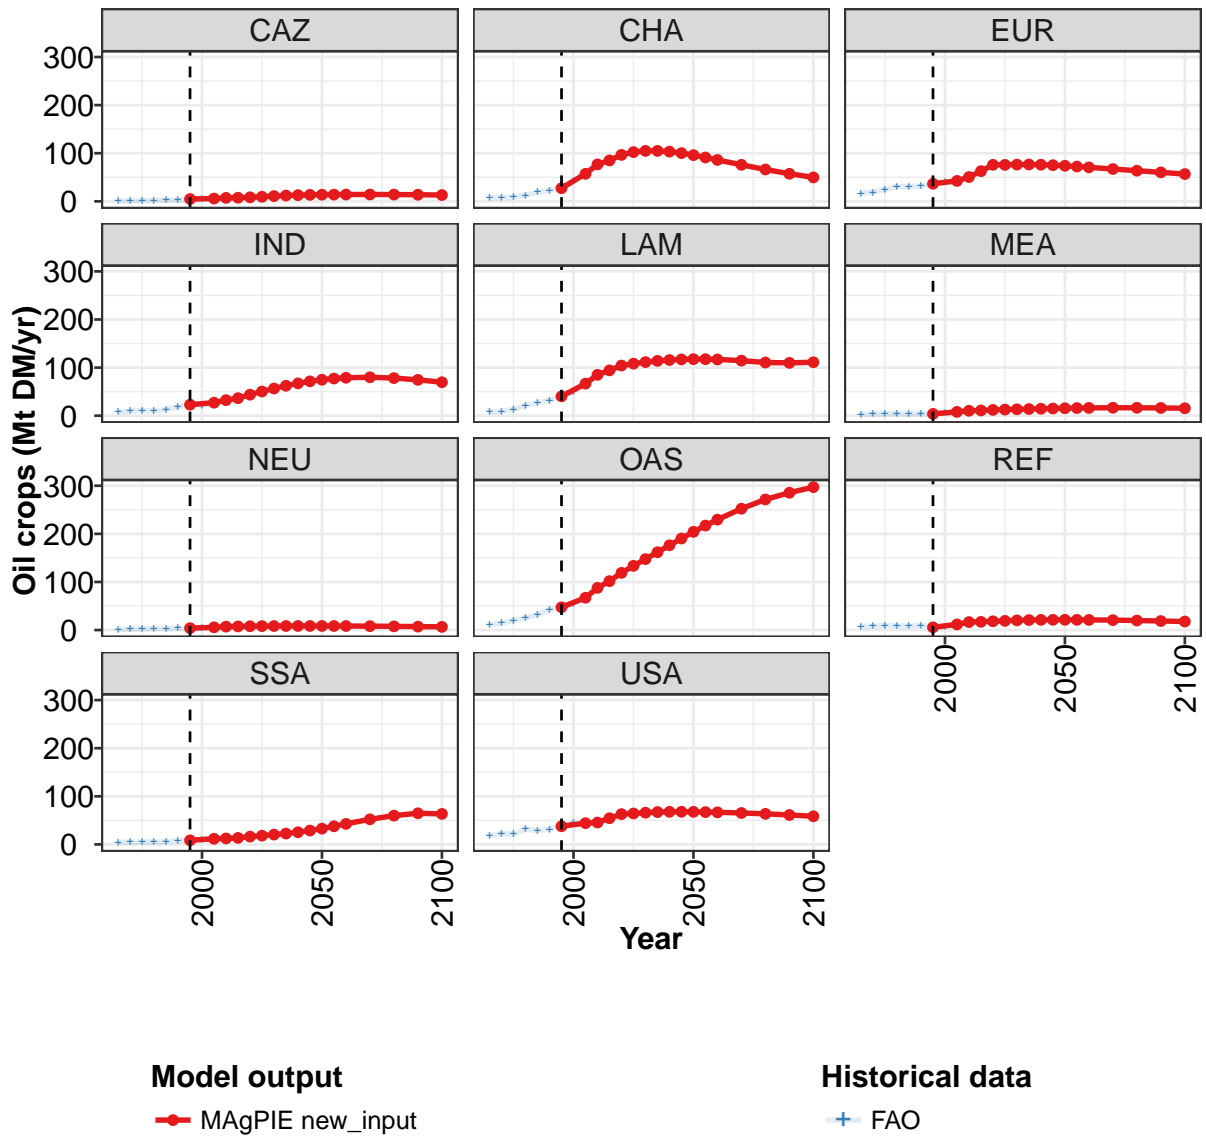 CAZ CHA EUR
300
200
100
0
IND LAM MEA
300
200
100
0
NEU OAS REF
300
200
100
0
2000 2050 2100
SSA USA
300
200
100
0
2000 2050 2100 2000 2050 2100
Oil crops (Mt DM/yr)
Year
Model output Historical data
MAgPIE new_input FAO